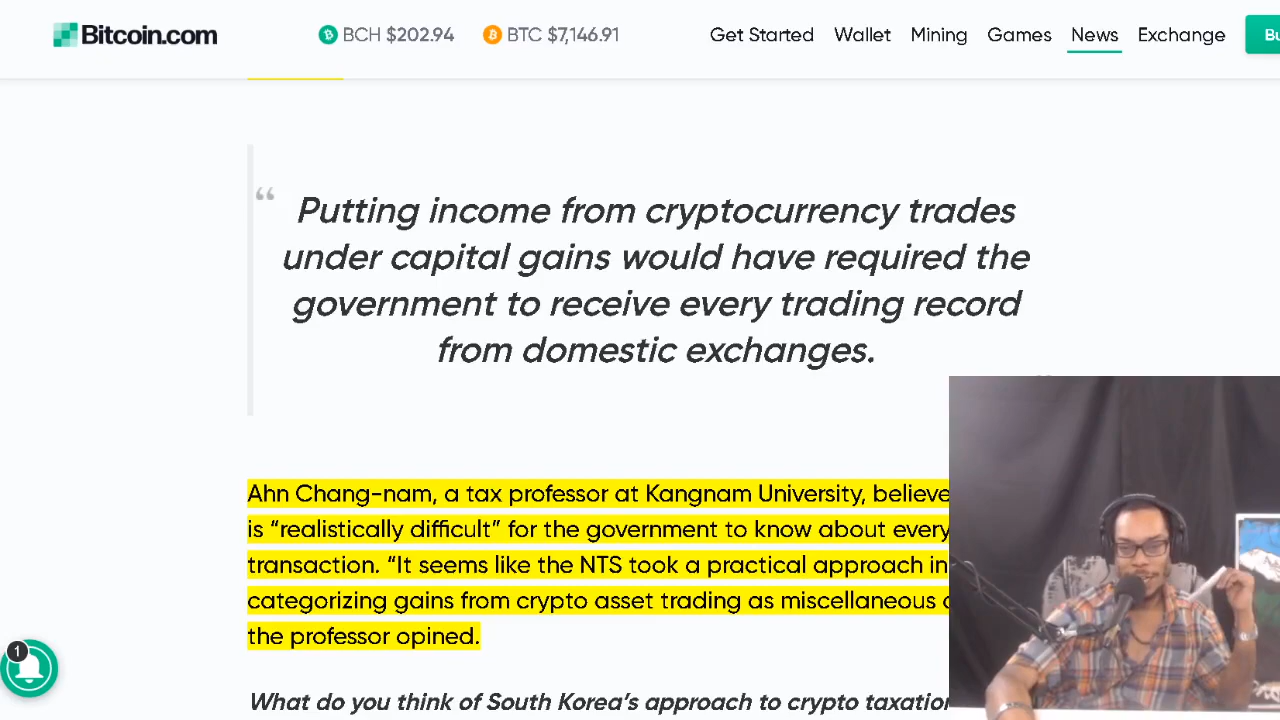 Bitcoin.com BCH $202.94 BTC $7,146.91 Get Started Wallet Mining Games News Exchange
“
Putting income from cryptocurrency trades
under capital gains would have required the
government to receive every trading record
from domestic exchanges.
Ahn Chang-nam, a tax professor at Kangnam University, believe
is “realistically difficult” for the government to know about every
transaction. “It seems like the NTS took a practical approach in
categorizing gains from crypto asset trading as miscellaneous
the professor opined.
1
What do you think of South Korea’s approach to crypto taxation